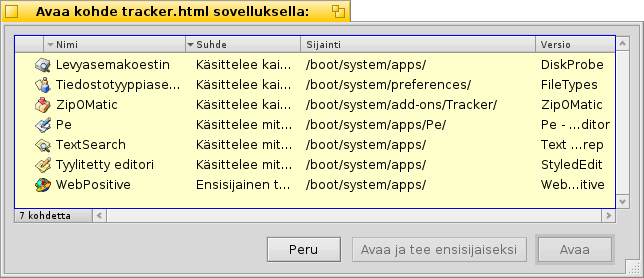 Avaa kohde tracker.html sovelluksella:
Nimi Suhde Sijainti Versio
Levyasemakoestin Käsittelee kai... /boot/system/apps/ DiskProbe
Tiedostotyyppiase... Käsittelee kai... /boot/system/preferences/ FileTypes
ZipOMatic Käsittelee kai... /boot/system/add-ons/Tracker/ ZipOMatic
Pe Käsittelee mit... /boot/system/apps/Pe/ Pe - ...ditor
TextSearch Käsittelee mit... /boot/system/apps/ Text ...rep
Tyylitetty editori Käsittelee mit... /boot/system/apps/ StyledEdit
WebPositive Ensisijainen t... /boot/system/apps/ Web...itive
7 kohdetta
Peru Avaa ja tee ensisijaiseksi Avaa